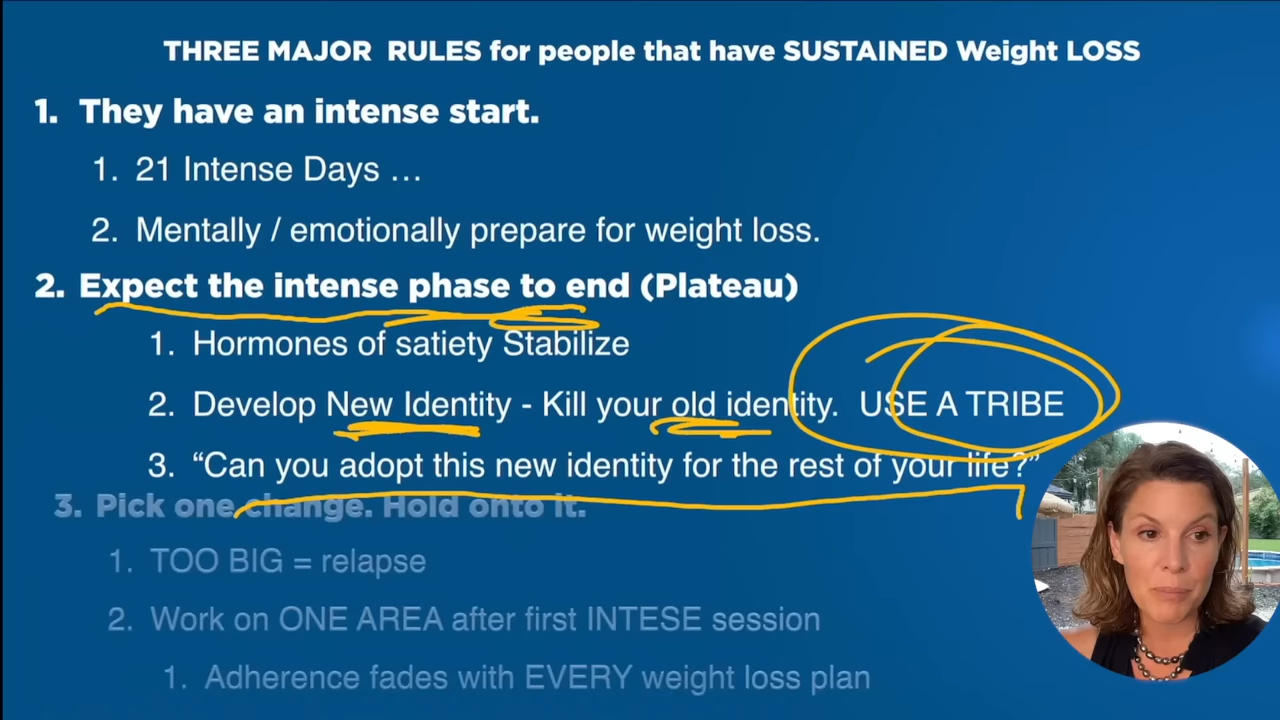 THREE MAJOR RULES for people that have SUSTAINED Weight LOSS
1. They have an intense start.
1. 21 Intense Days …
2. Mentally / emotionally prepare for weight loss.
2. Expect the intense phase to end (Plateau)
1. Hormones of satiety Stabilize
2. Develop New Identity - Kill your old identity. USE A TRIBE
3. “Can you adopt this new identity for the rest of your life?”
3. Pick one change. Hold onto it.
1. TOO BIG = relapse
2. Work on ONE AREA after first INTESE session
1. Adherence fades with EVERY weight loss plan